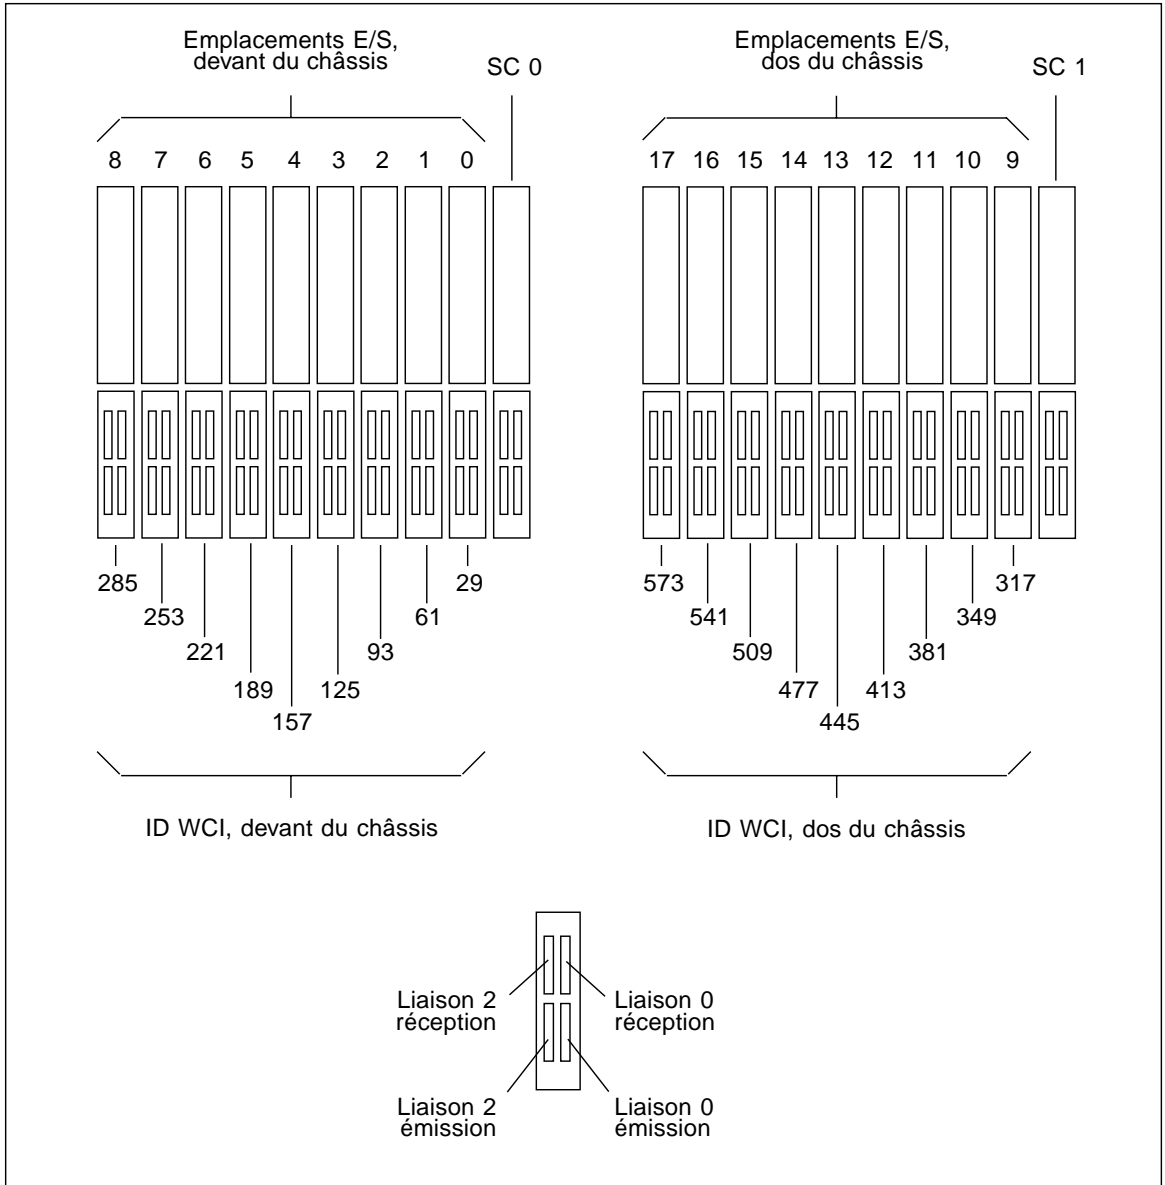 Emplacements E/S,
devant du châssis
SC 0
Emplacements E/S,
dos du châssis
SC 1
8 7 6 5 4 3 2 1 0
17 16 15 14 13 12 11 10 9
285
253
221
189
157
125
93
61
29
573
541
509
477
445
413
381
349
317
ID WCI, devant du châssis
ID WCI, dos du châssis
Liaison 2
réception
Liaison 0
réception
Liaison 2
émission
Liaison 0
émission